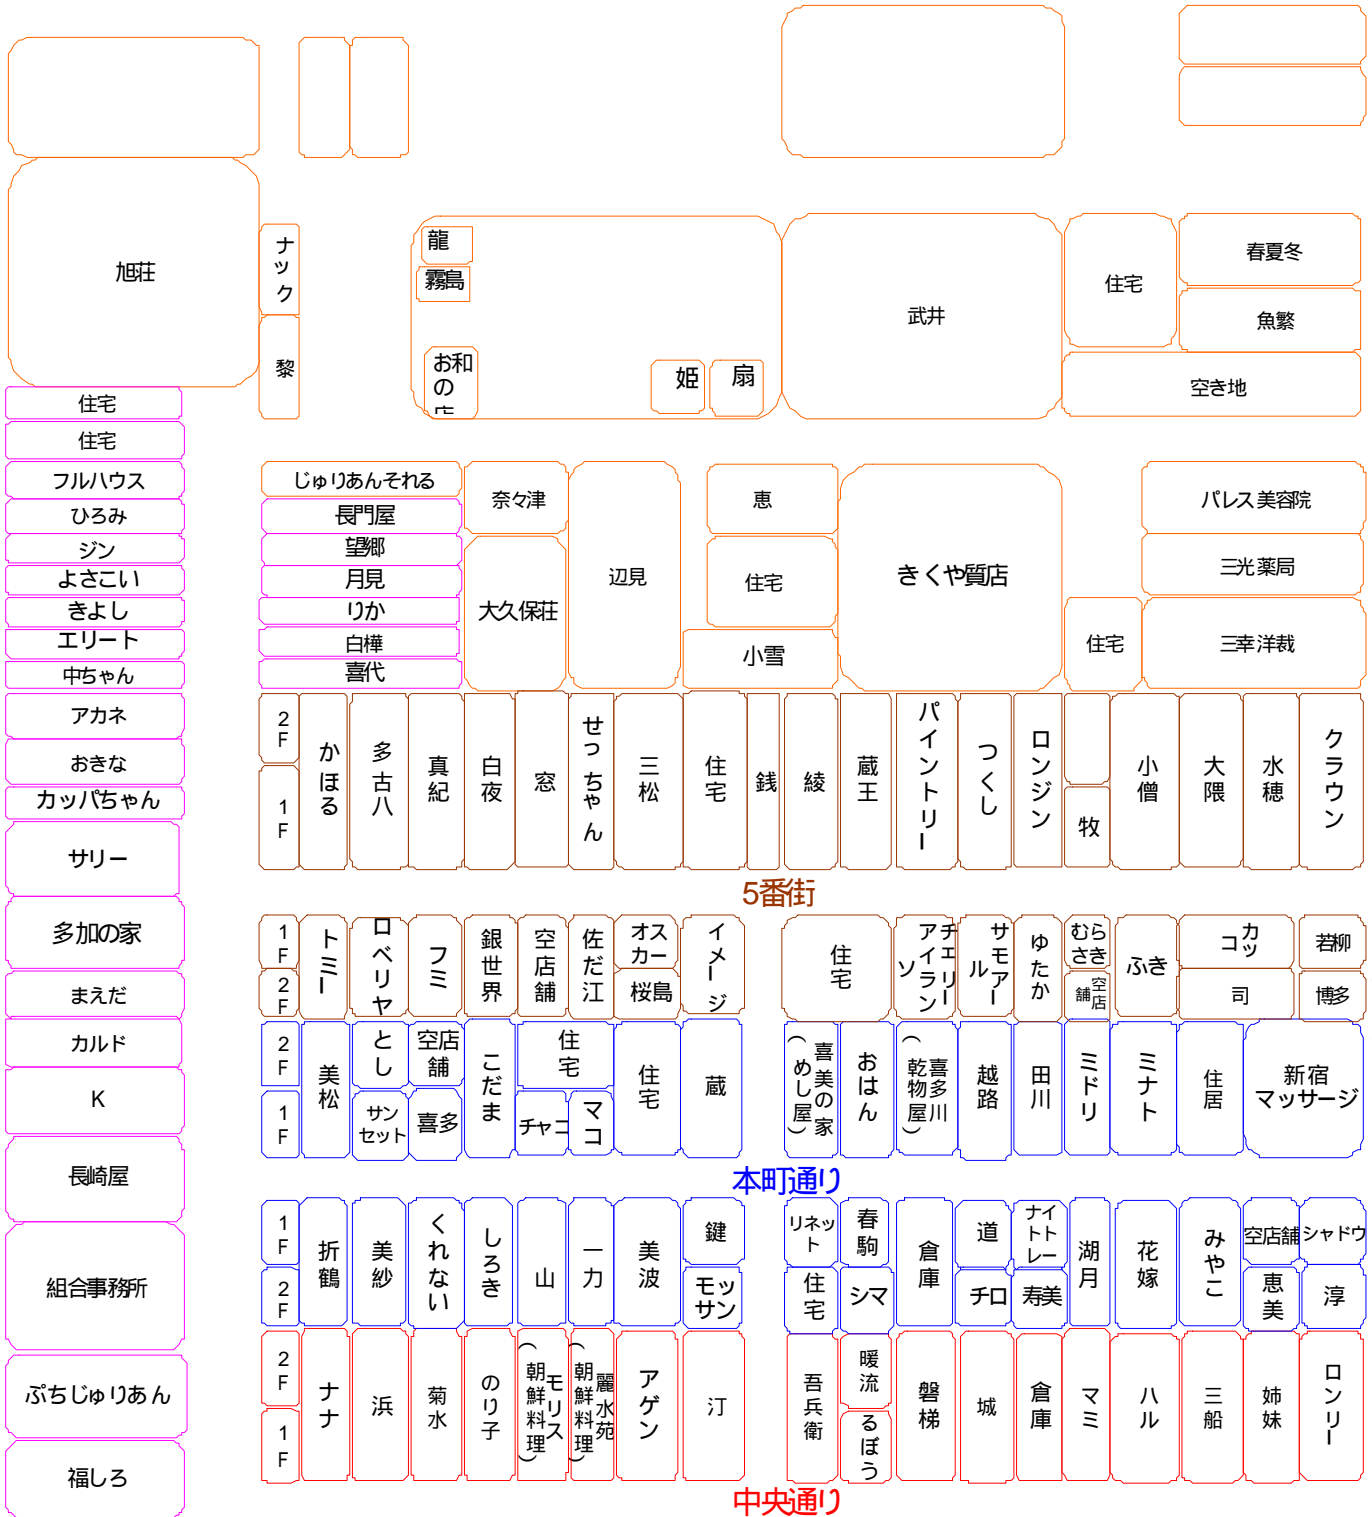 旭荘
ナック
黎
龍
霧島
お和
の
姫
扇
武井
住宅
春夏冬
魚繁
空き地
住宅
住宅
フルハウス
ひろみ
ジン
よさこい
きよし
エリート
中ちゃん
アカネ
おきな
カッパちゃん
サリー
多加の家
まえだ
カルド
K
長崎屋
組合事務所
ぷちじゅりあん
福しろ
じゅりあんそれる
長門屋
望郷
月見
りか
白樺
喜代
奈々津
大久保荘
辺見
恵
住宅
小雪
きくや質店
住宅
パレス美容院
三光薬局
三幸洋裁
2F
1F
かほる
多古八
真紀
白夜
窓
せっちゃん
三松
住宅
銭
綾
蔵王
パイントリー
つくし
ロンジン
牧
小僧
大隈
水穂
クラウン
5番街
1F
2F
トミー
ロベリヤ
フミ
銀世界
空店舗
佐だ江
オス
カー
桜島
イメージ
住宅
チェリー
アイラン
ソ
サモアー
ル
ゆたか
むら
さき
空店
舗
ふき
カッ
コ
司
若柳
博多
2F
1F
美松
とし
サン
セット
空店
舗
喜多
こだま
住宅
チャコ
マコ
住宅
蔵
喜美の家
(めし屋)
おはん
喜多川
(乾物屋)
越路
田川
ミドリ
ミナト
住居
新宿
マッサージ
本町通り
1F
2F
折鶴
美紗
くれない
しろき
山
一力
美波
鍵
モッ
サン
リネッ
ト
住宅
春駒
シマ
倉庫
道
チロ
ナイ
トト
レー
寿美
湖月
花嫁
みやこ
空店舗
恵美
シャドウ
淳
2F
1F
ナナ
浜
菊水
のり子
モリス
(朝鮮料理)
麗水苑
(朝鮮料理)
アゲン
汀
吾兵衛
暖流
るぼう
磐梯
城
倉庫
マミ
ハル
三船
姉妹
ロンリー
中央通り